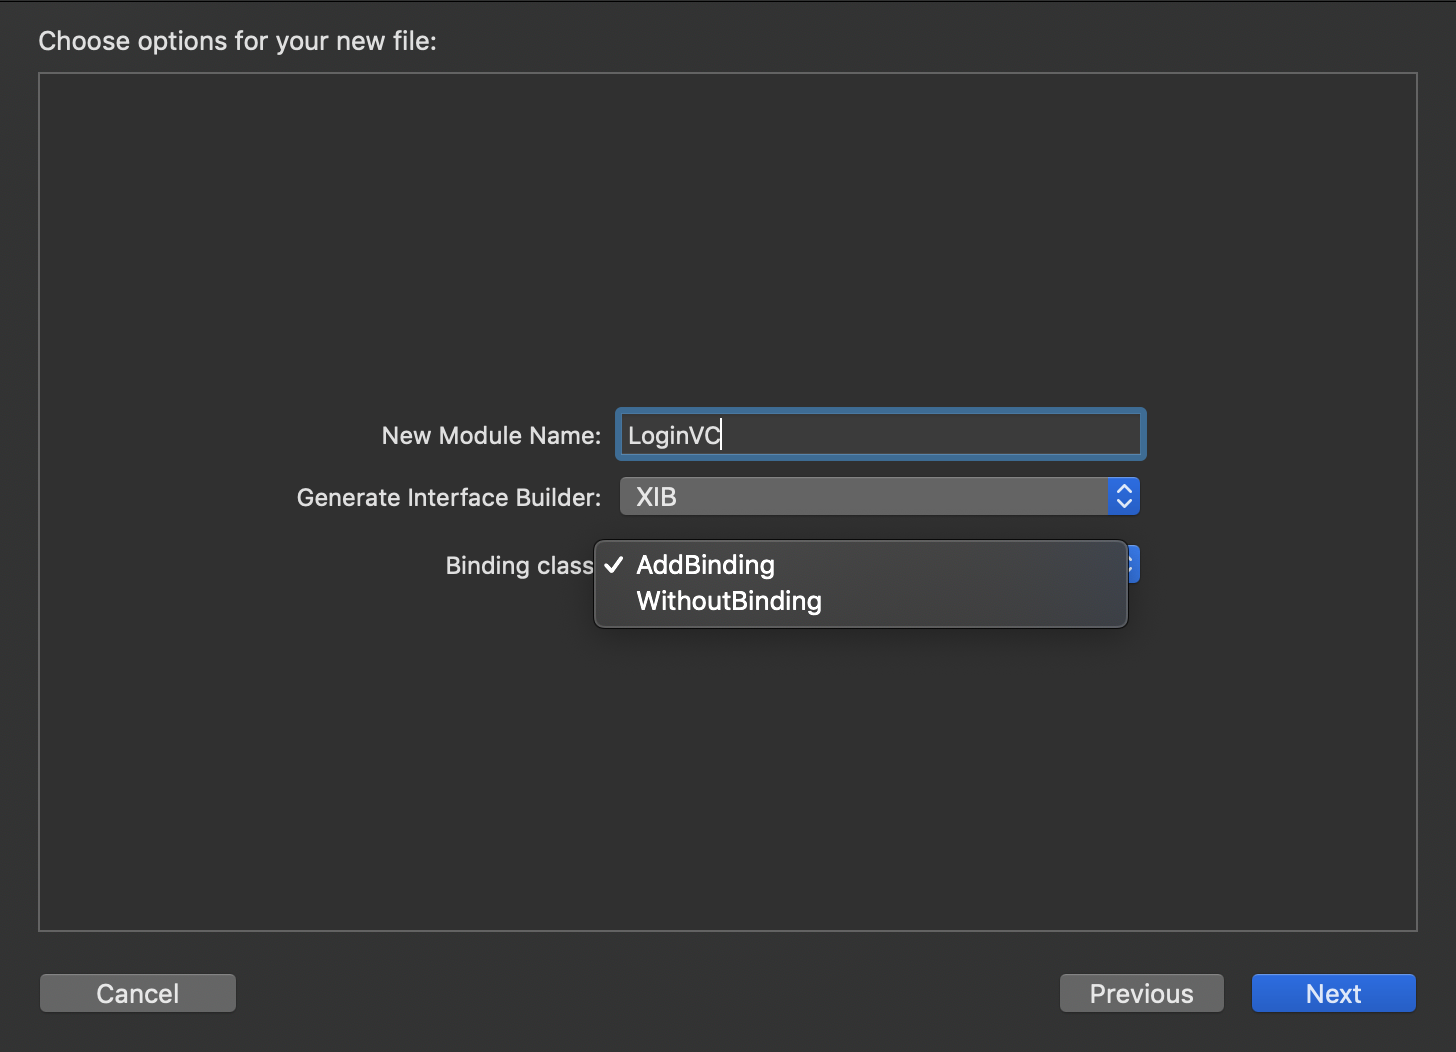 Choose options for your new file:
New Module Name: LoginVC
Generate Interface Builder: XIB
Binding class AddBinding
WithoutBinding
Cancel Previous Next